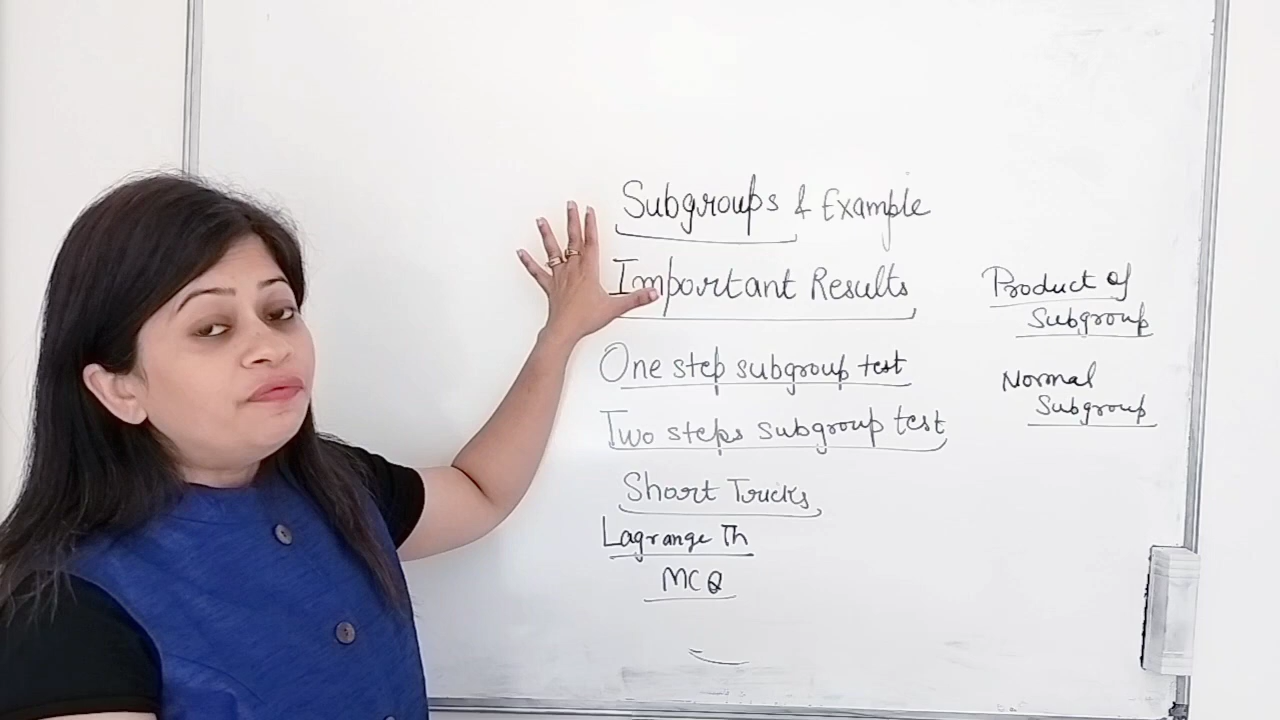 Subgroups & Example
Important Results
One step subgroup test
Two steps subgroup test
Short Tricks
Lagrange Th
MCQ
Product of
Subgroup
Normal
Subgroup